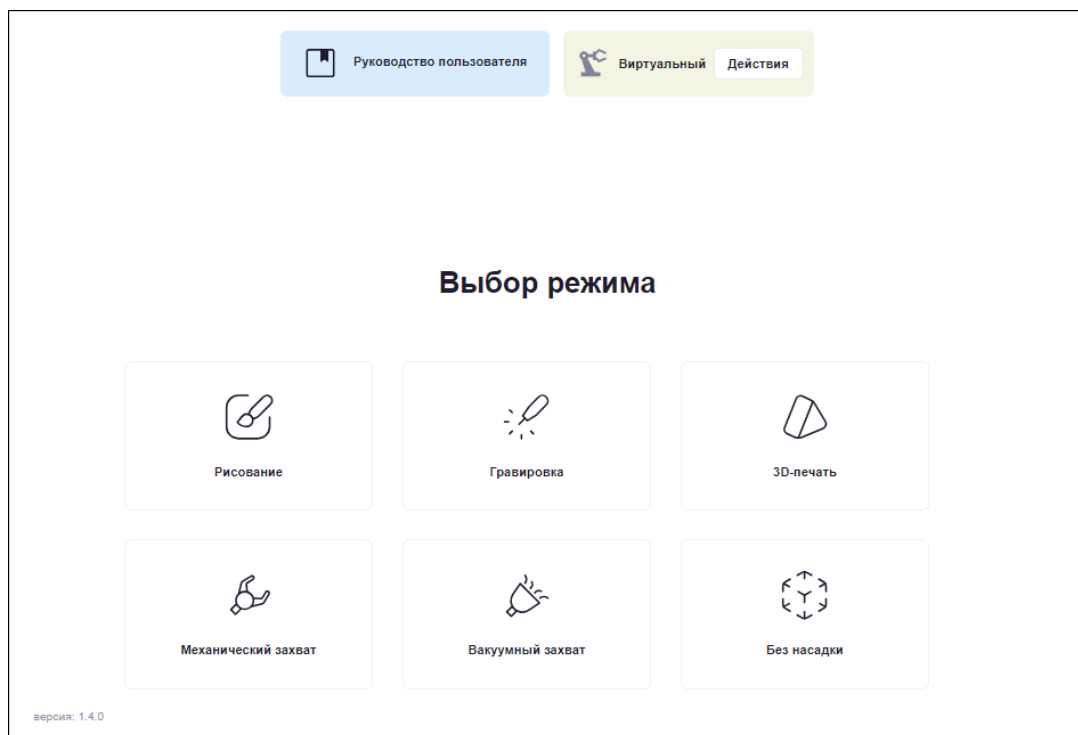 Руководство пользователя
Виртуальный
Действия
Выбор режима
Рисование
Гравировка
3D-печать
Механический захват
Вакуумный захват
Без насадки
версия: 1.4.0